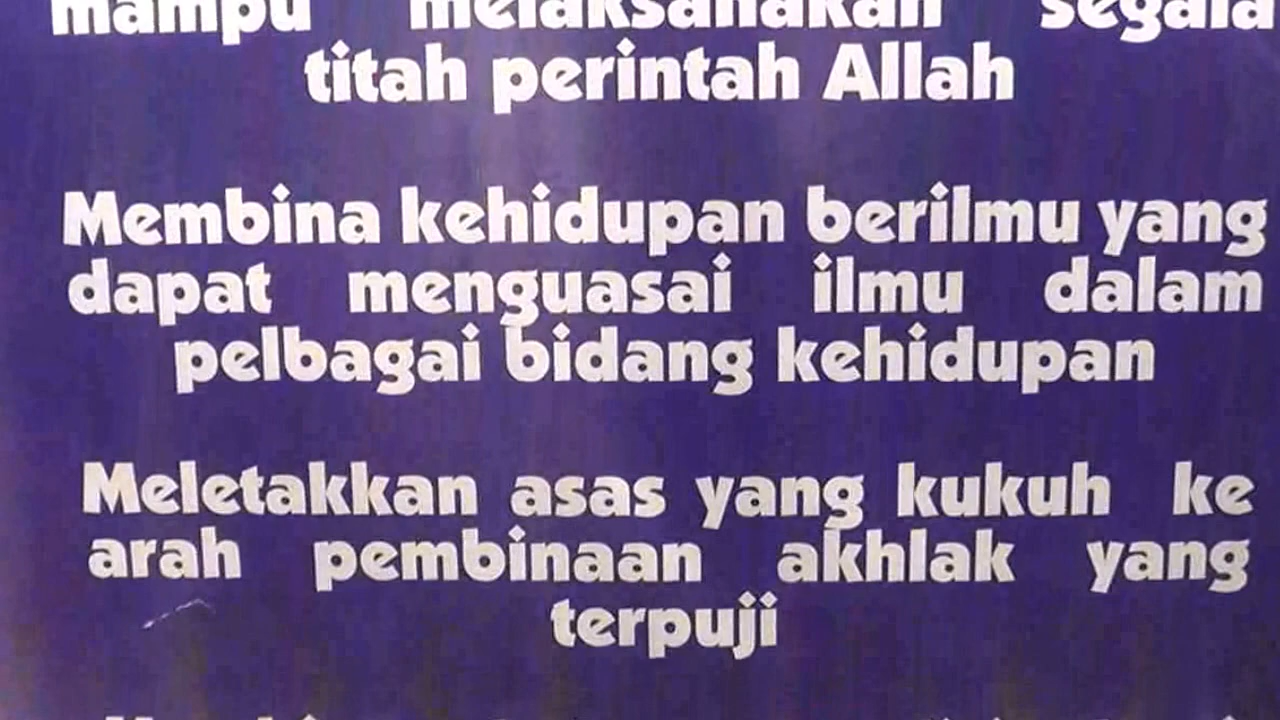 mampu melaksanakan segala
titah perintah Allah
Membina kehidupan berilmu yang
dapat menguasai ilmu dalam
pelbagai bidang kehidupan
Meletakkan asas yang kukuh ke
arah pembinaan akhlak yang
terpuji